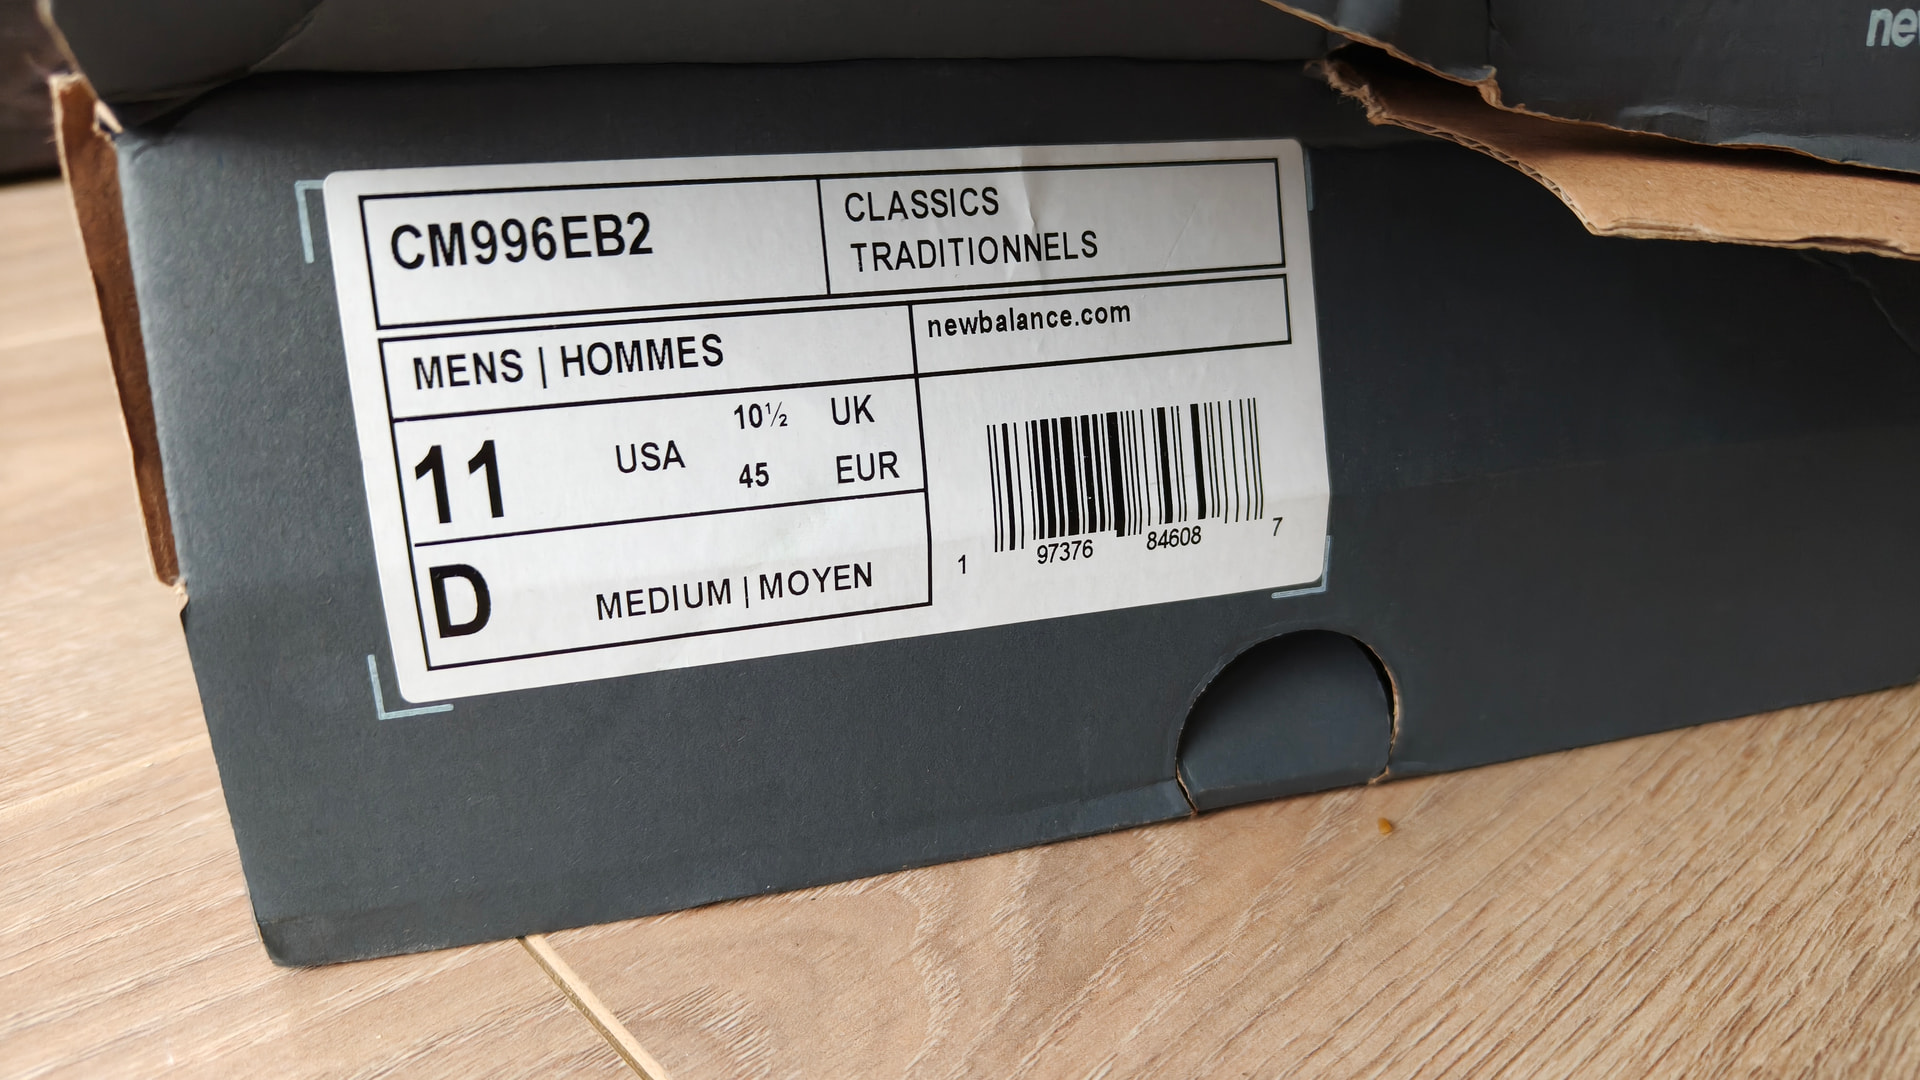 CM996EB2
CLASSICS
TRADITIONNELS
MENS | HOMMES
newbalance.com
11 USA
10½ UK
45 EUR
D MEDIUM | MOYEN
1 97376 84608 7